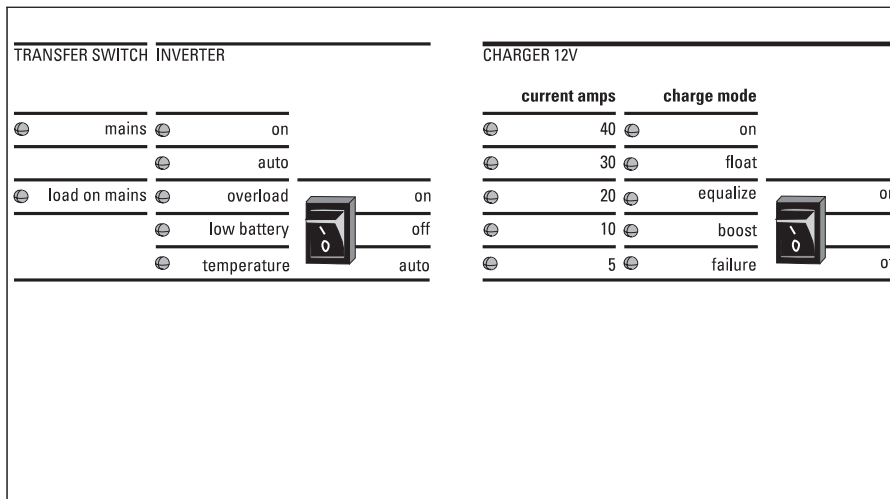 TRANSFER SWITCH INVERTER CHARGER 12V
current amps charge mode
mains on 40 on
auto 30 float
load on mains overload on 20 equalize
low battery off 10 boost
temperature auto 5 failure